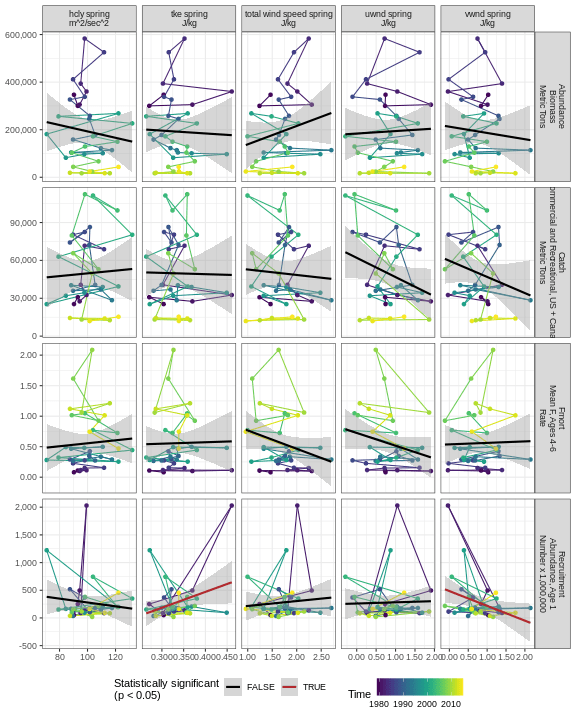 hcly spring
m^2/sec^2
tke spring
J/kg
total wind speed spring
J/kg
uwnd spring
J/kg
vwnd spring
J/kg
600,000
400,000
200,000
0
Abundance
Biomass
Metric Tons
90,000
60,000
30,000
0
Catch
ommercial and Recreational, US + Cana
Metric Tons
2.00
1.50
1.00
0.50
0.00
Fmort
Mean F, Ages 4-6
Rate
2,000
1,500
1,000
500
0
-500
Recruitment
Abundance, Age 1
Number x 1,000,000
80 100 120
0.300 0.350 0.400 0.450
1.00 1.50 2.00 2.50
0.00 0.50 1.00 1.50 2.00
0.00 0.50 1.00 1.50 2.00
Statistically significant
(p < 0.05)
FALSE
TRUE
Time
1980 1990 2000 2010